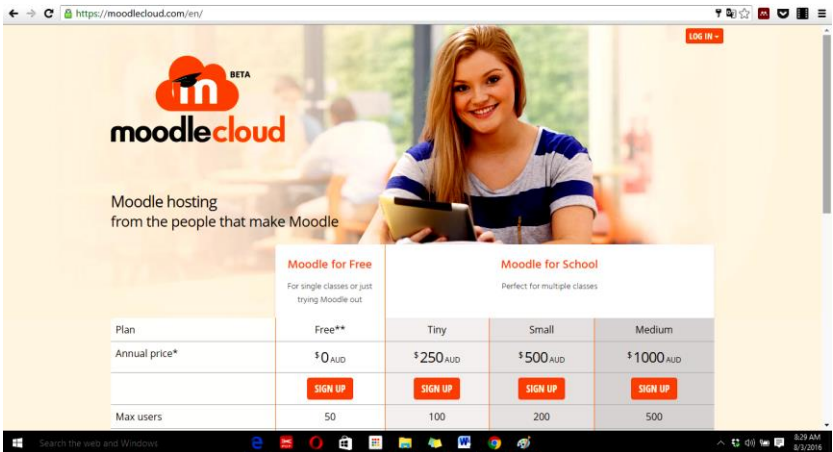 https://moodlecloud.com/en/
LOG IN
BETA
m
moodlecloud
Moodle hosting
from the people that make Moodle
Moodle for Free
For single classes or just
trying Moodle out
Moodle for School
Perfect for multiple classes
Plan Free** Tiny Small Medium
Annual price* $0 AUD $250 AUD $500 AUD $1000 AUD
SIGN UP SIGN UP SIGN UP SIGN UP
Max users 50 100 200 500
Search the web and Windows
8:29 AM
8/3/2016